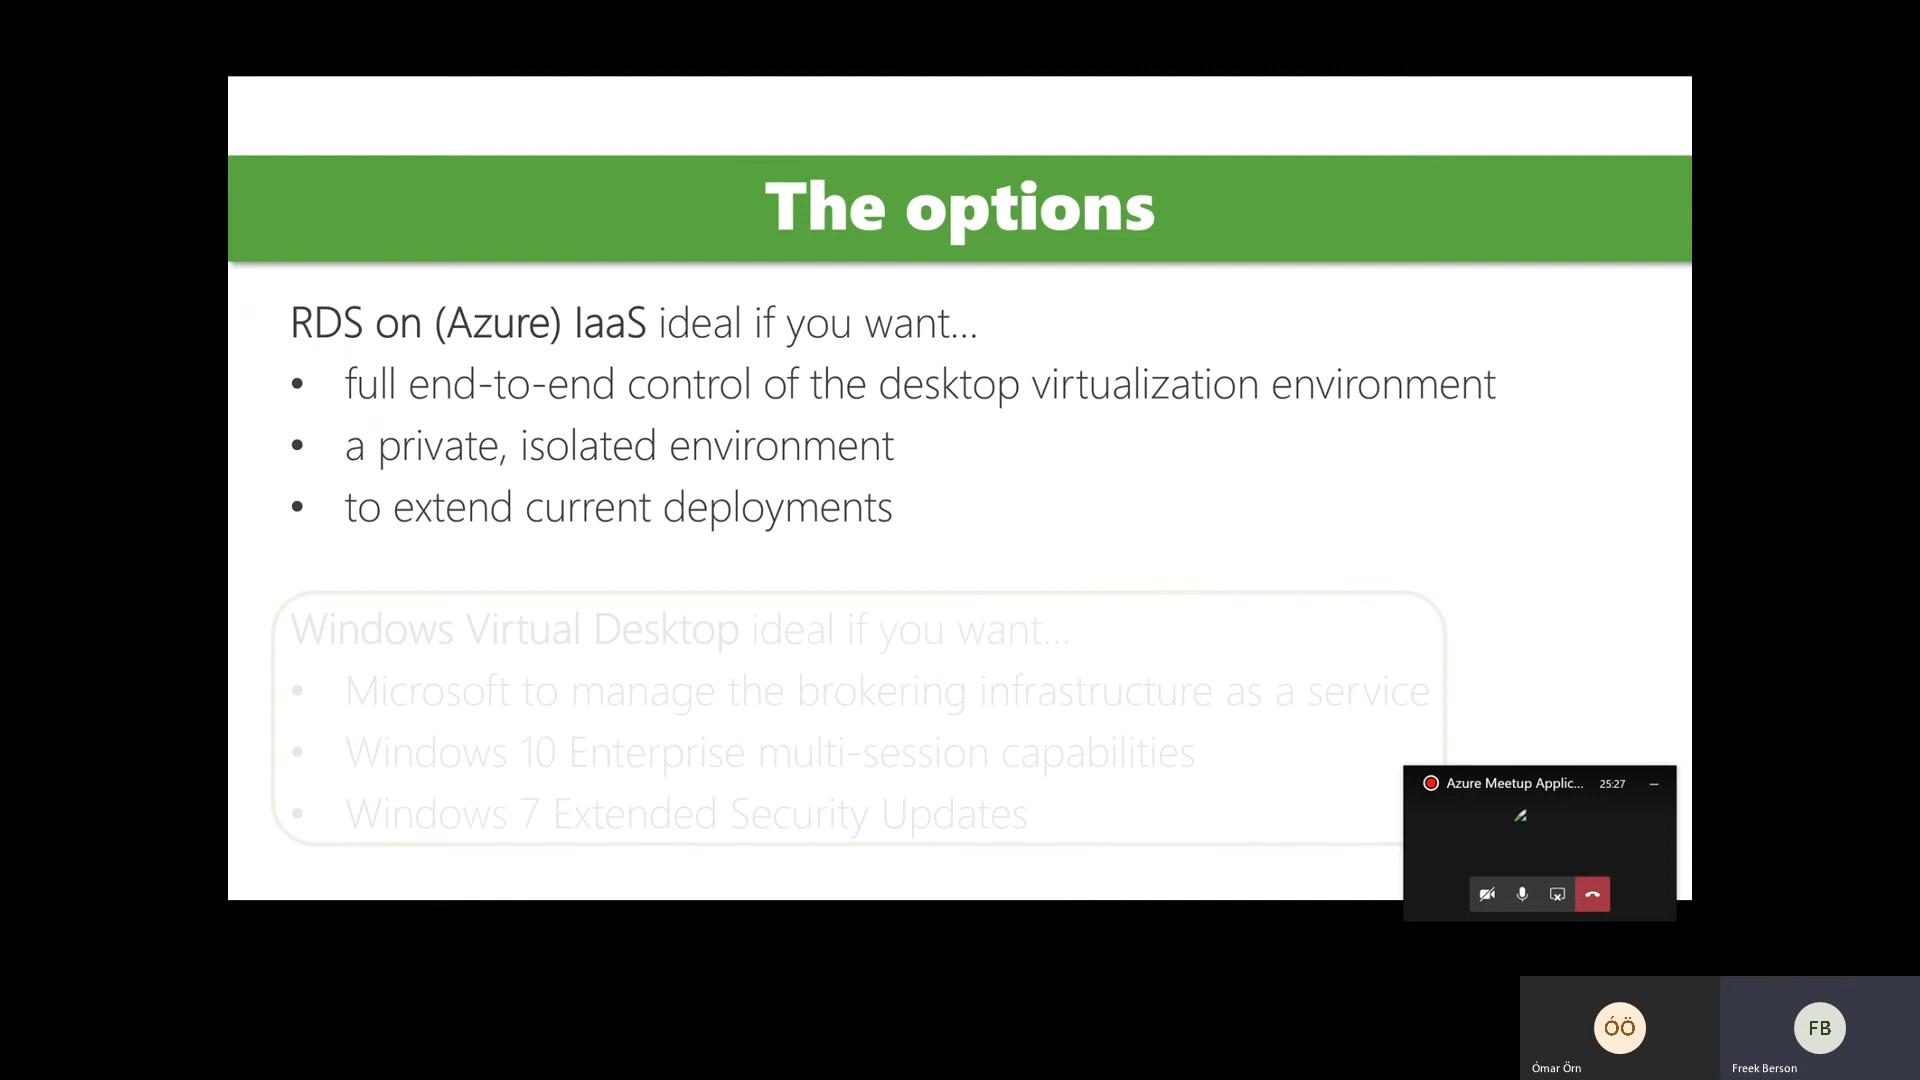 The options
RDS on (Azure) IaaS ideal if you want...
• full end-to-end control of the desktop virtualization environment
• a private, isolated environment
• to extend current deployments
Windows Virtual Desktop ideal if you want...
• Microsoft to manage the brokering infrastructure as a service
• Windows 10 Enterprise multi-session capabilities
• Windows 7 Extended Security Updates
Azure Meetup Applic... 25:27
ÓÖ
FB
Ómar Örn
Freek Berson